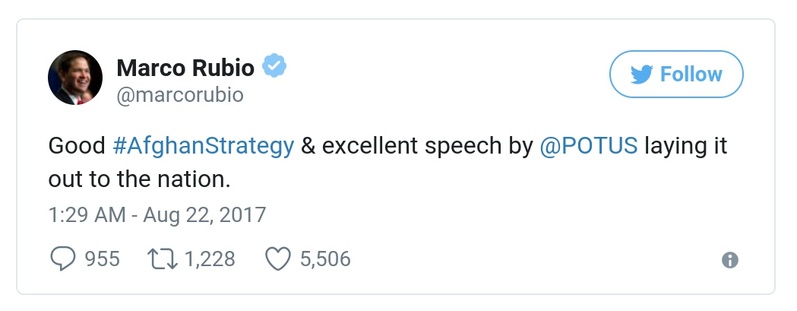 Marco Rubio
Follow
@marcorubio
Good #AfghanStrategy & excellent speech by @POTUS laying it
out to the nation.
1:29 AM - Aug 22, 2017
955 1,228 5,506